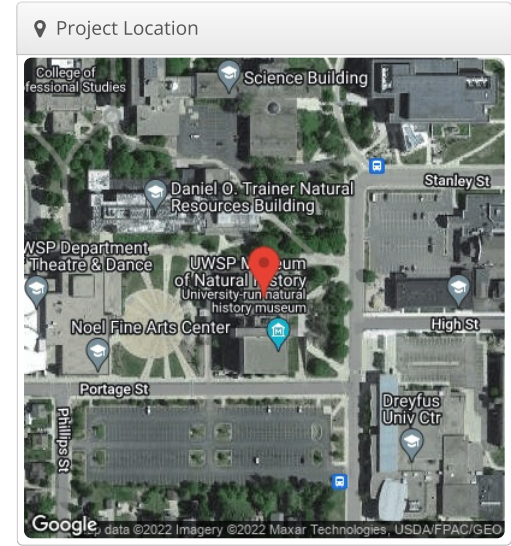 Project Location
College of
fessional Studies
Science Building
Stanley St
Daniel O. Trainer Natural
Resources Building
WSP Department
Theatre & Dance
UWSP M um
of Natural History
University-run natural
history museum
Noel Fine Arts Center
High St
Portage St
Dreyfus
Univ Ctr
Phillips St
Google
p data ©2022 Imagery ©2022 Maxar Technologies, USDA/FPAC/GEO